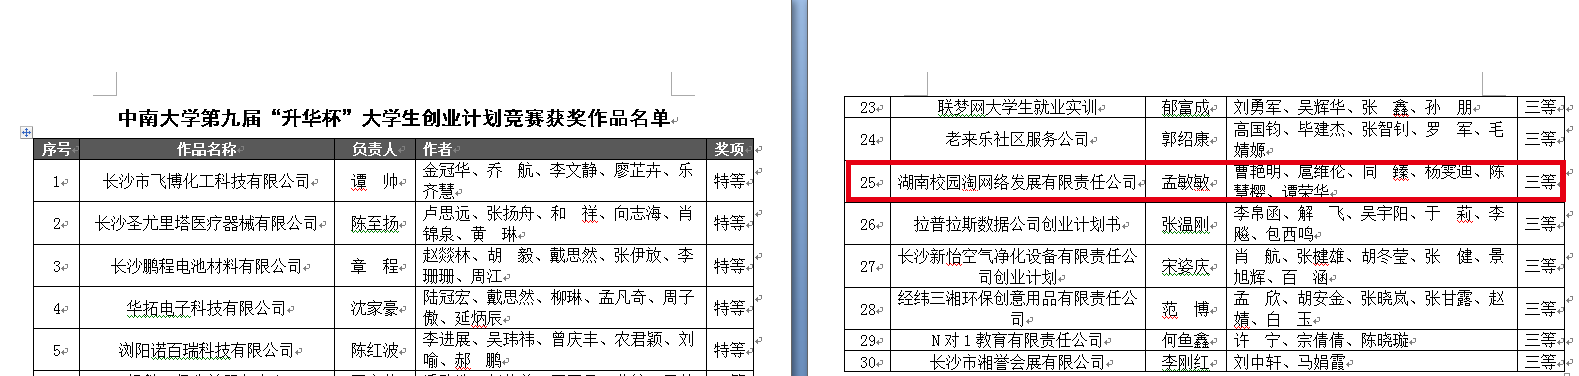 中南大学第九届“升华杯”大学生创业计划竞赛获奖作品名单
序号 作品名称 负责人 作者 奖项
1 长沙市飞博化工科技有限公司 谭 帅 金冠华、乔 航、李文静、廖芷卉、乐
齐慧 特等
2 长沙圣尤里塔医疗器械有限公司 陈至扬 卢思远、张扬舟、和 祥、向志海、肖
锦泉、黄 琳 特等
3 长沙鹏程电池材料有限公司 章 程 赵燚林、胡 毅、戴思然、张伊放、李
珊珊、周江 特等
4 华拓电子科技有限公司 沈家豪 陆冠宏、戴思然、柳琳、孟凡奇、周子
傲、延炳辰 特等
5 浏阳诺百瑞科技有限公司 陈红波 李进展、吴玮祎、曾庆丰、农君颖、刘
喻、郝 鹏 特等
23 联梦网大学生就业实训 郁富成 刘勇军、吴辉华、张 鑫、孙 朋 三等
24 老来乐社区服务公司 郭绍康 高国钧、毕建杰、张智钊、罗 军、毛
婧嫄 三等
25 湖南校园淘网络发展有限责任公司 孟敏敏 曹艳明、扈维伦、同 臻、杨雯迪、陈
慧樱、谭荣华 三等
26 拉普拉斯数据公司创业计划书 张温刚 李帛函、解 飞、吴宇阳、于 莉、李
飚、包西鸣 三等
27 长沙新怡空气净化设备有限责任公
司创业计划 宋姿庆 肖 航、张健雄、胡冬莹、张 健、景
旭辉、百 涵 三等
28 经纬三湘环保创意用品有限责任公
司 范 博 孟 欣、胡安金、张晓岚、张甘露、赵
婧、白 玉 三等
29 N 对 1 教育有限责任公司 何鱼鑫 许 宁、宗倩倩、陈晓璇 三等
30 长沙市湘誉会展有限公司 李刚红 刘中轩、马娟霞 三等